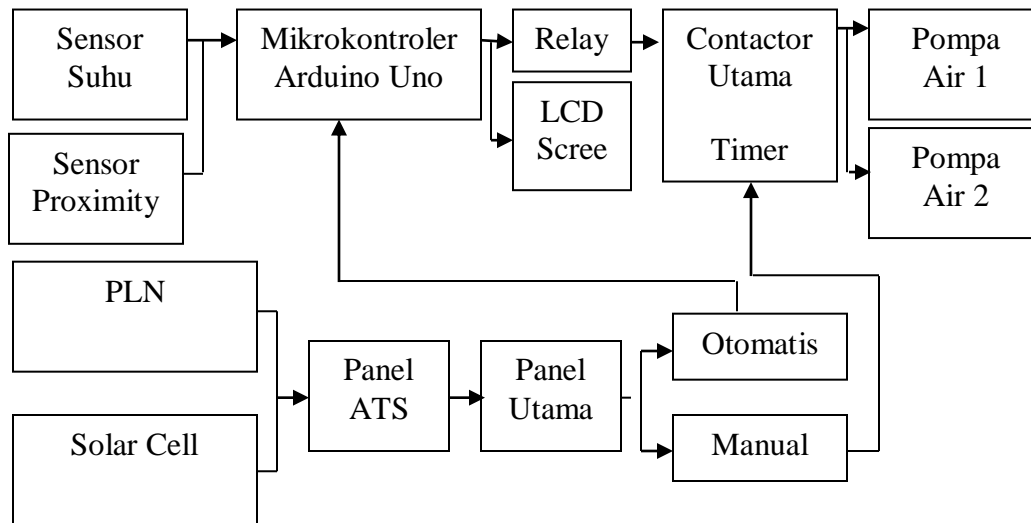 Sensor
Suhu
Mikrokontroler
Arduino Uno
Relay
LCD
Scree
Contactor
Utama
Timer
Pompa
Air 1
Sensor
Proximity
Pompa
Air 2
PLN
Solar Cell
Panel
ATS
Panel
Utama
Otomatis
Manual